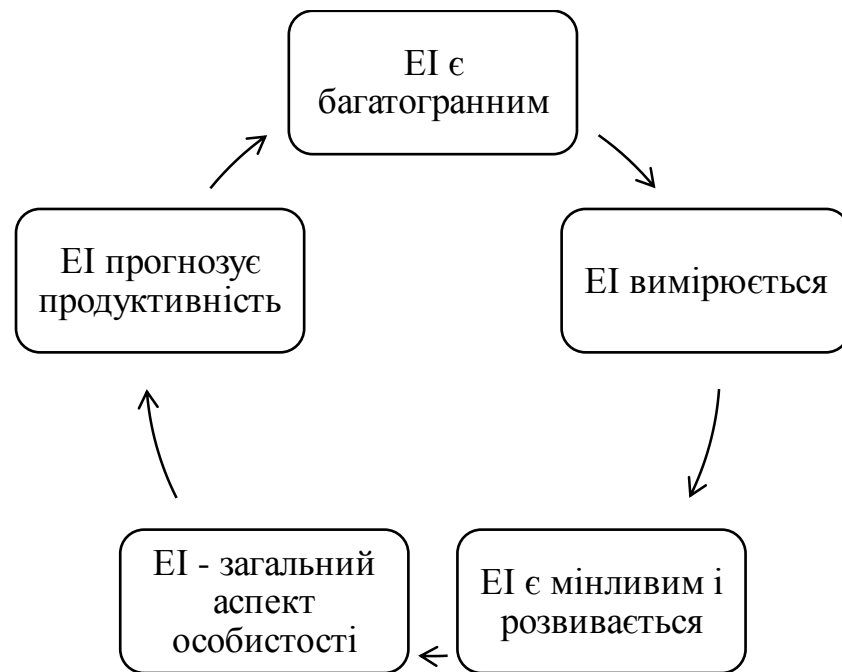 ЕІ є
багатогранним
ЕІ вимірюється
ЕІ є мінливим і
розвивається
ЕІ - загальний
аспект
особистості
ЕІ прогнозує
продуктивність